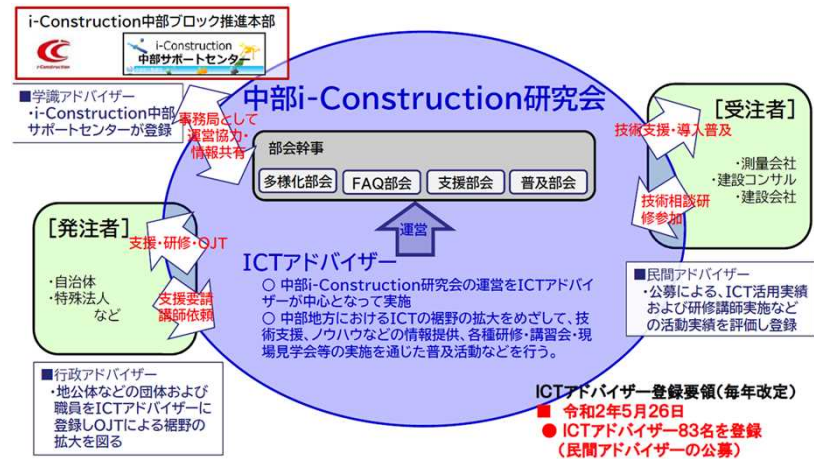 i-Construction中部ブロック推進本部
i-Construction
i-Construction
中部サポートセンター
■学識アドバイザー
・i-Construction中部
サポートセンターが登録
事務局として
運営協力・
情報共有
中部i-Construction研究会
部会幹事
多様化部会
FAQ部会
支援部会
普及部会
運営
[受注者]
技術支援・導入普及
・測量会社
・建設コンサル
・建設会社
技術相談研
修参加
[発注者]
支援・研修・OJT
・自治体
・特殊法人
など
支援要請
講師依頼
ICTアドバイザー
○ 中部i-Construction研究会の運営をICTアドバイ
ザーが中心となって実施
○ 中部地方におけるICTの裾野の拡大をめざして、技
術支援、ノウハウなどの情報提供、各種研修・講習会・現
場見学会等の実施を通じた普及活動などを行う。
■民間アドバイザー
・公募による、ICT活用実績
および研修講師実施など
の活動実績を評価し登録
■行政アドバイザー
・地公体などの団体および
職員をICTアドバイザーに
登録しOJTによる裾野の
拡大を図る
ICTアドバイザー登録要領(毎年改定)
■ 令和2年5月26日
● ICTアドバイザー83名を登録
(民間アドバイザーの公募)